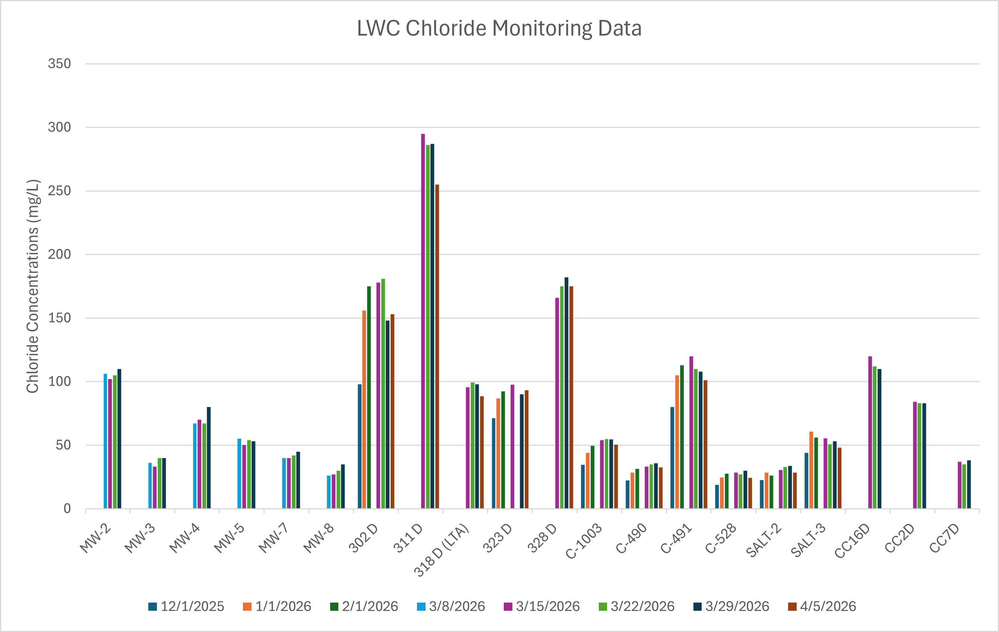 LWC Chloride Monitoring Data
Chloride Concentrations (mg/L)
350
300
250
200
150
100
50
0
MW-2
MW-3
MW-4
MW-5
MW-7
MW-8
302 D
311 D
318 D (LTA)
323 D
328 D
C-1003
C-490
C-491
C-528
SALT-2
SALT-3
CC16D
CC2D
CC7D
12/1/2025
1/1/2026
2/1/2026
3/8/2026
3/15/2026
3/22/2026
3/29/2026
4/5/2026